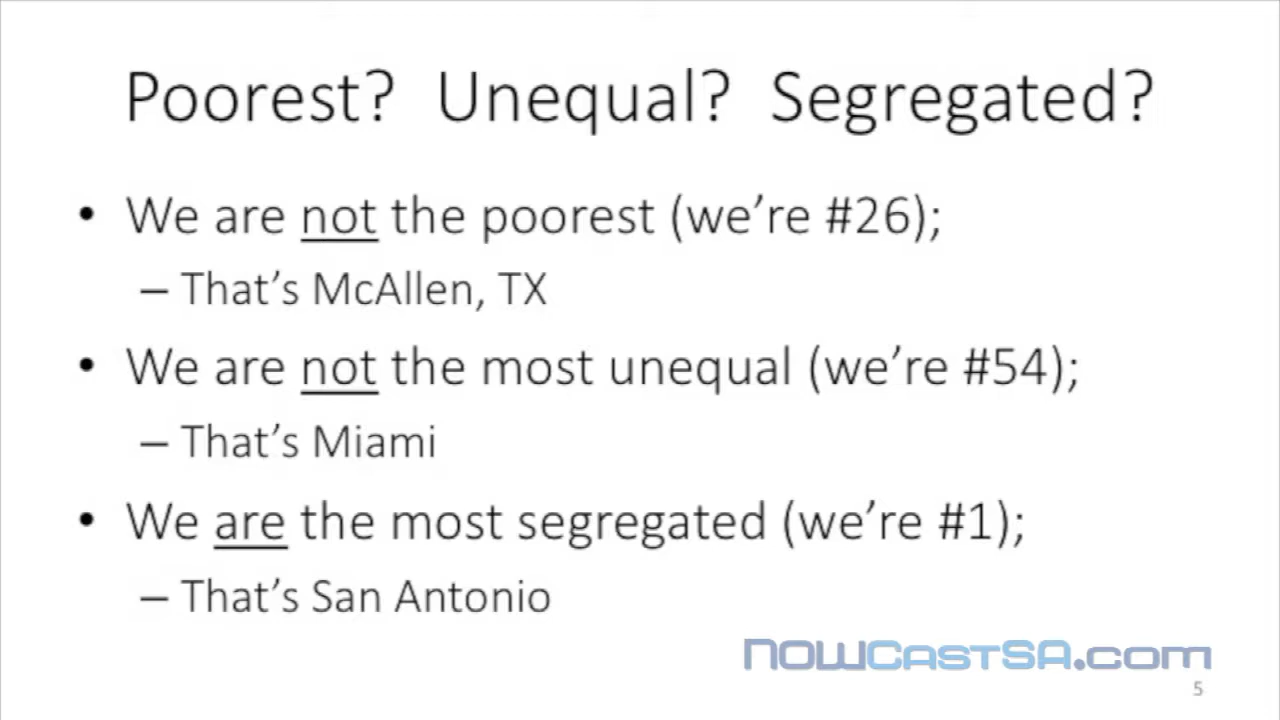 Poorest? Unequal? Segregated?
• We are not the poorest (we’re #26);
– That’s McAllen, TX
• We are not the most unequal (we’re #54);
– That’s Miami
• We are the most segregated (we’re #1);
– That’s San Antonio
NOWCastSA.com
5